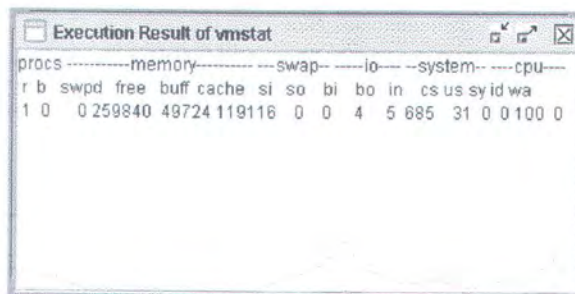 Execution Result of vmstat
procs -----------memory---------- ---swap-- -----io---- --system-- ----cpu----
r b swpd free buff cache si so bi bo in cs us sy id wa
1 0 0 259840 49724 119116 0 0 4 5 685 31 0 0 100 0